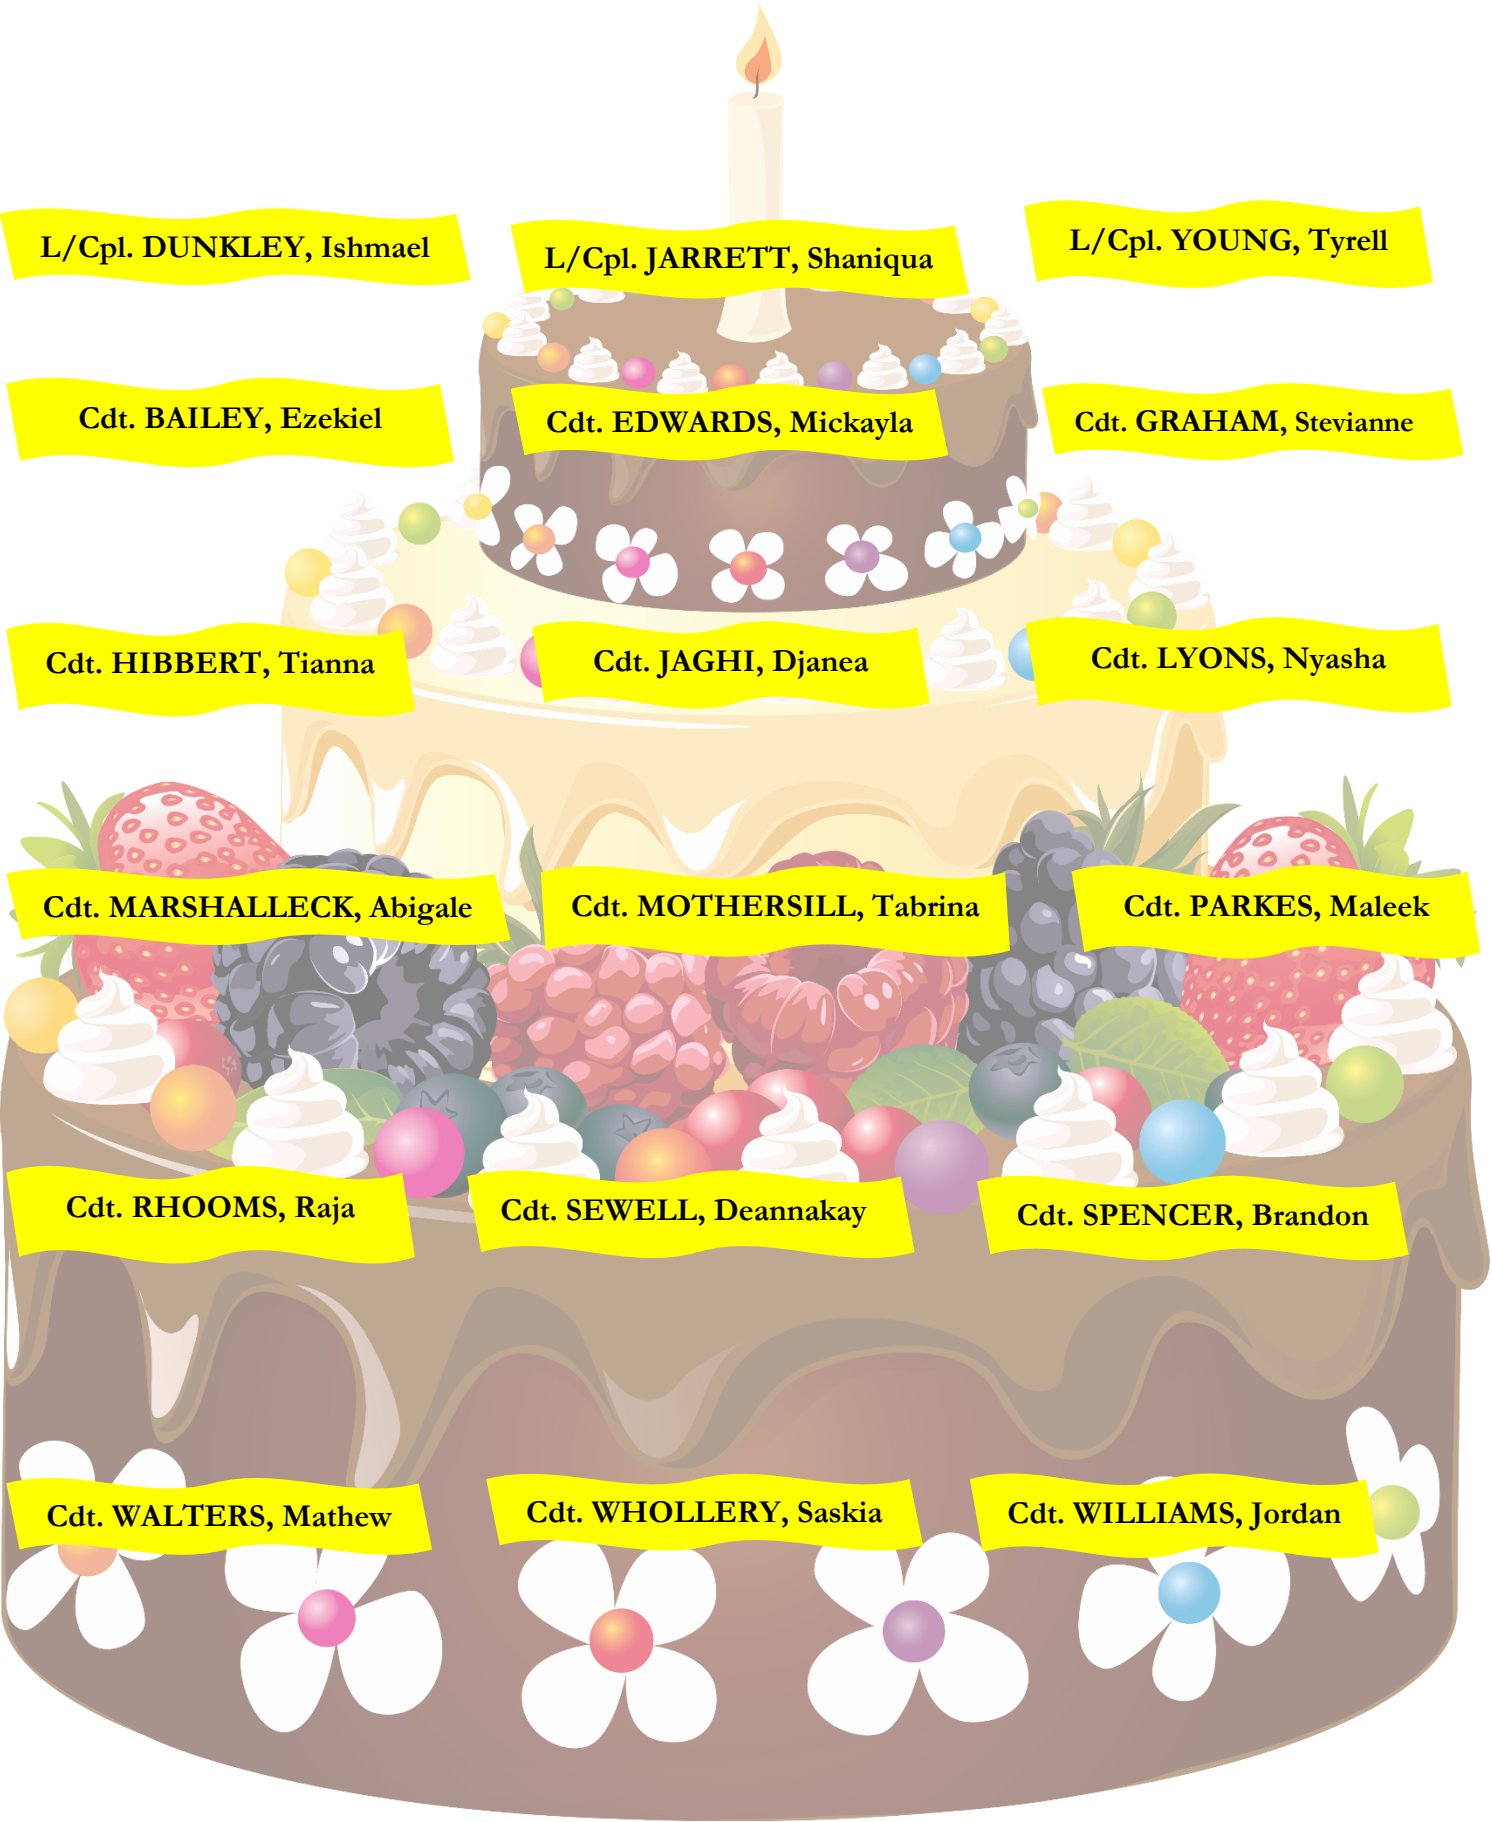 L/Cpl. DUNKLEY, Ishmael
L/Cpl. JARRETT, Shaniqua
L/Cpl. YOUNG, Tyrell
Cdt. BAILEY, Ezekiel
Cdt. EDWARDS, Mickayla
Cdt. GRAHAM, Stevianne
Cdt. HIBBERT, Tianna
Cdt. JAGHI, Djanea
Cdt. LYONS, Nyasha
Cdt. MARSHALLECK, Abigale
Cdt. MOTHERSILL, Tabrina
Cdt. PARKES, Maleek
Cdt. RHOOMS, Raja
Cdt. SEWELL, Deannakay
Cdt. SPENCER, Brandon
Cdt. WALTERS, Mathew
Cdt. WHOLLERY, Saskia
Cdt. WILLIAMS, Jordan